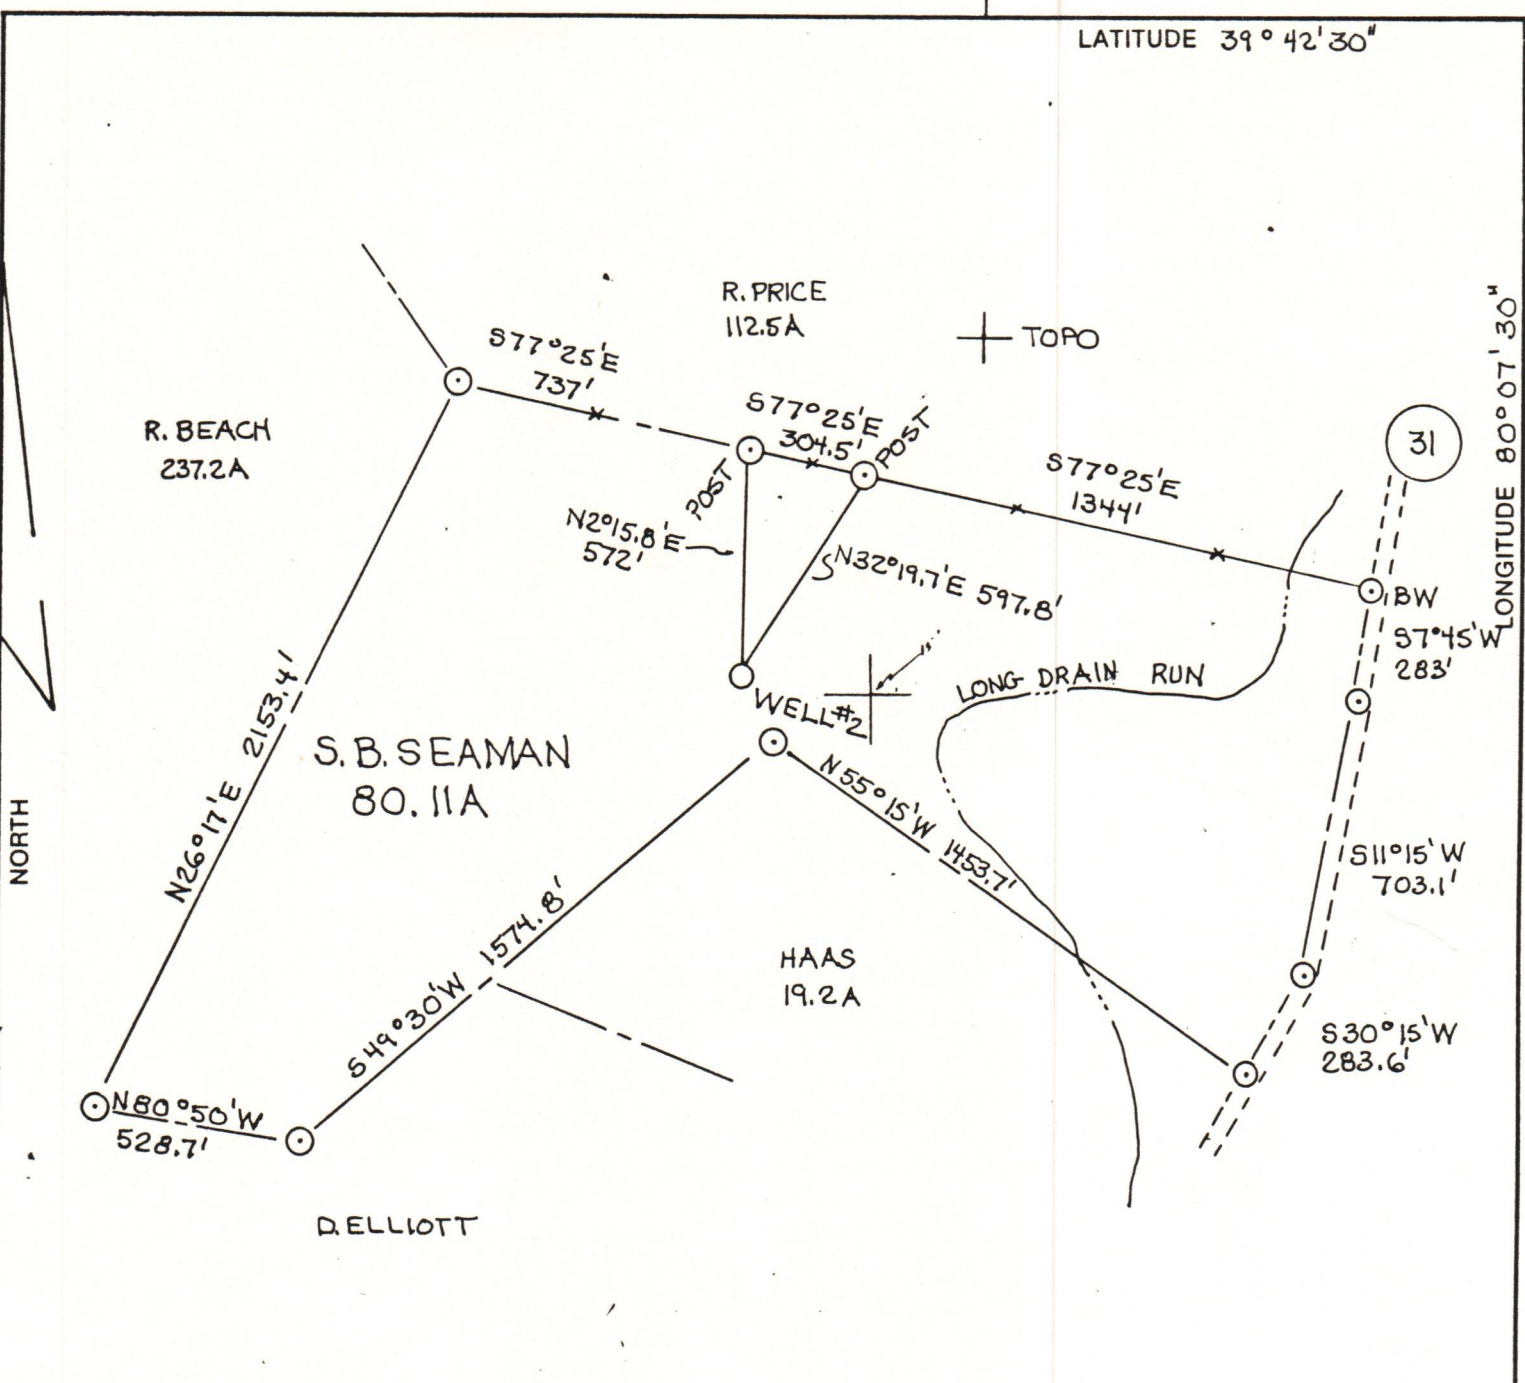 LATITUDE 39° 42' 30"
R. PRICE
112.5A
TOPO
S77°25'E
737'
S77°25'E
304.5'
POST
POST
R. BEACH
237.2A
S77°25'E
1344'
31
LONGITUDE 80° 07' 30"
N2°15.8'E
572'
N32°19.7'E 597.8'
BW
S7°45'W
283'
LONG DRAIN RUN
WELL #2
N26°17'E 2153.4'
S.B. SEAMAN
80.11A
N55°15'W 1453.7'
NORTH
S11°15'W
703.1'
S49°30'W 1574.8'
HAAS
19.2A
S30°15'W
283.6'
N80°50'W
528.7'
D. ELLIOTT